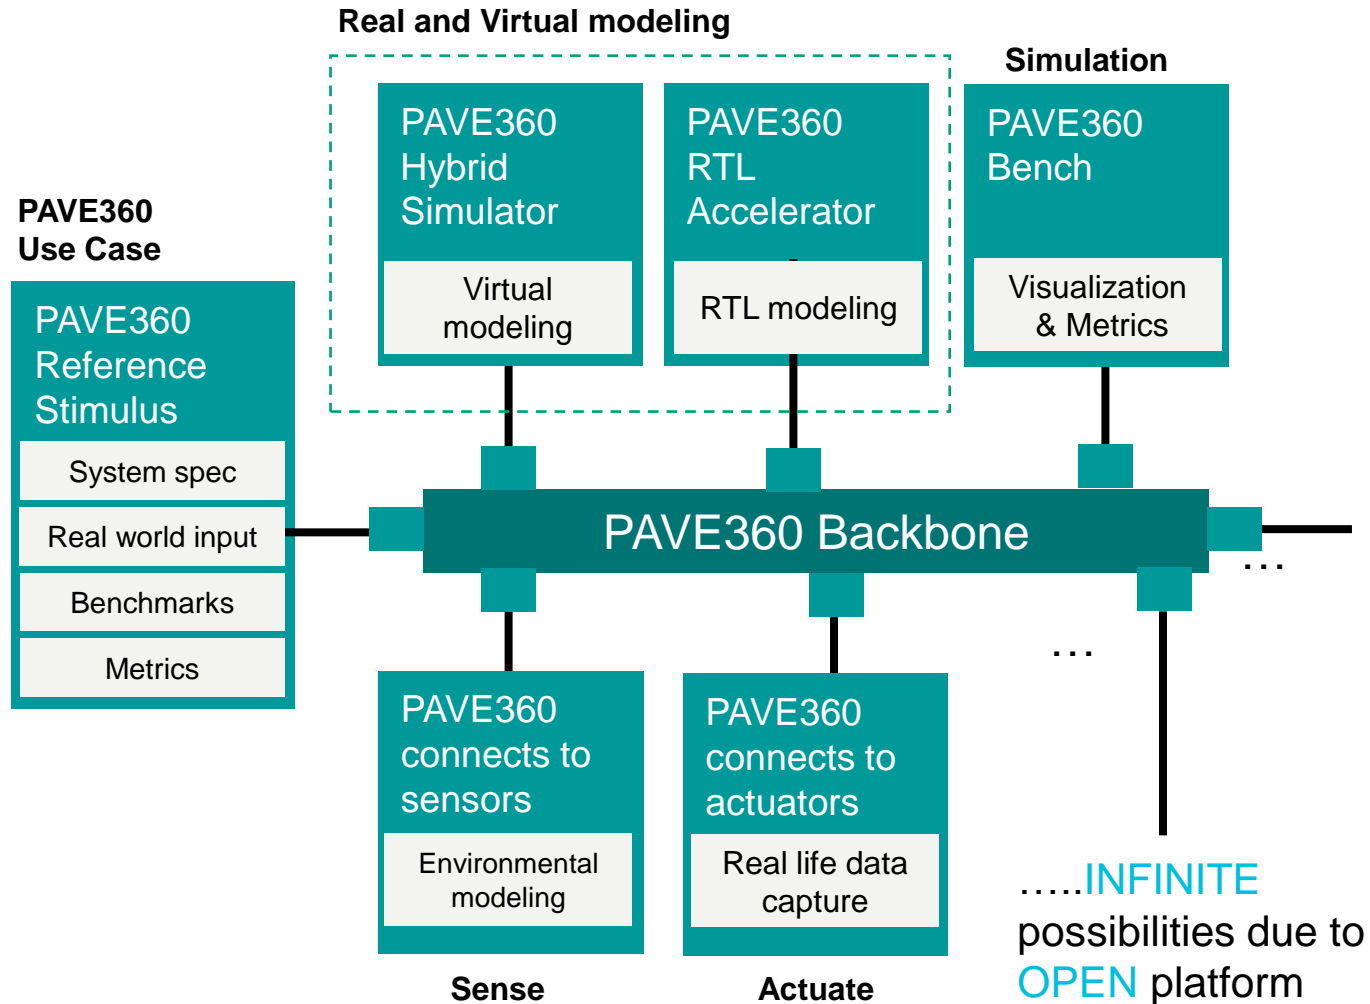 Real and Virtual modeling
Simulation
PAVE360
Hybrid
Simulator
Virtual
modeling
PAVE360
RTL
Accelerator
RTL modeling
PAVE360
Bench
Visualization
& Metrics
PAVE360
Use Case
PAVE360
Reference
Stimulus
System spec
Real world input
Benchmarks
Metrics
PAVE360 Backbone
...
...
PAVE360
connects to
sensors
Environmental
modeling
Sense
PAVE360
connects to
actuators
Real life data
capture
Actuate
.....INFINITE
possibilities due to
OPEN platform